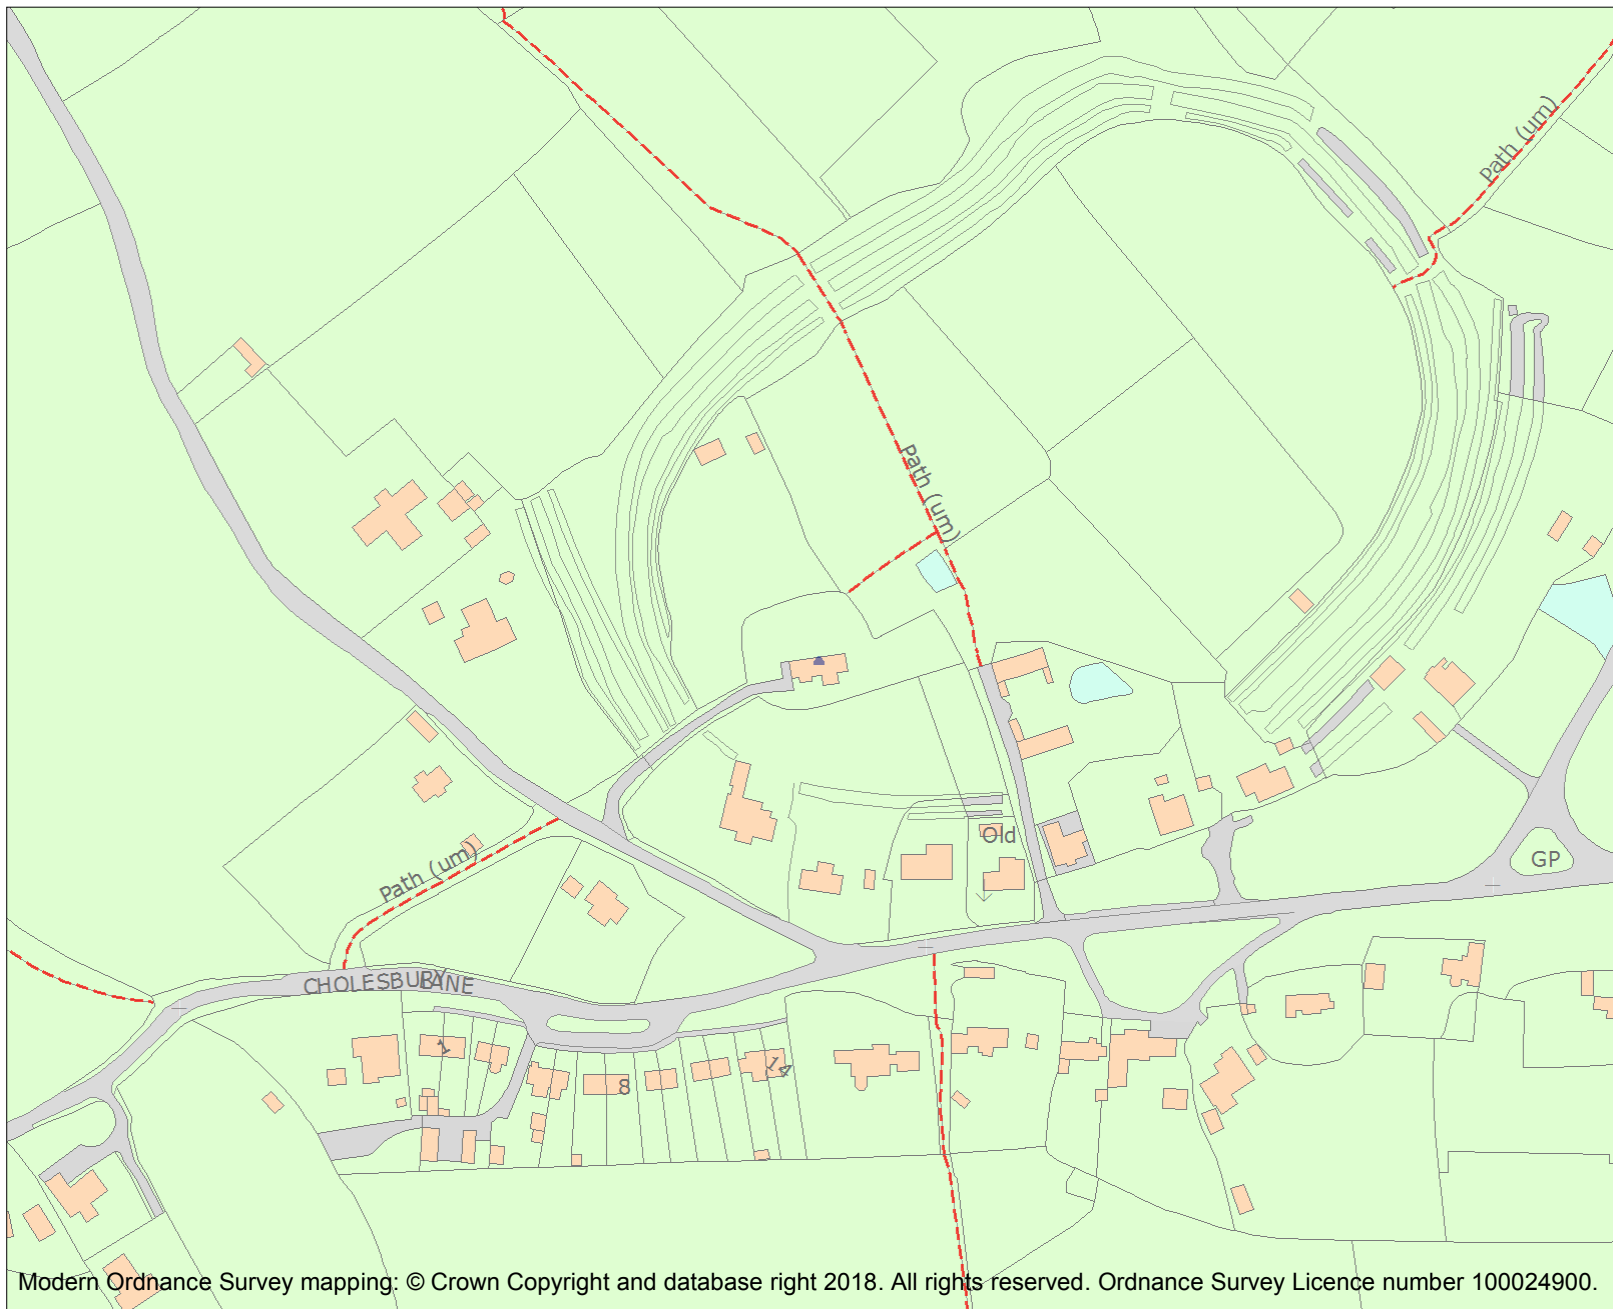 Path (um)
Path (um)
Old
Path (um)
GP
CHOLESBURY LANE
1
8
14
Modern Ordnance Survey mapping: © Crown Copyright and database right 2018. All rights reserved. Ordnance Survey Licence number 100024900.